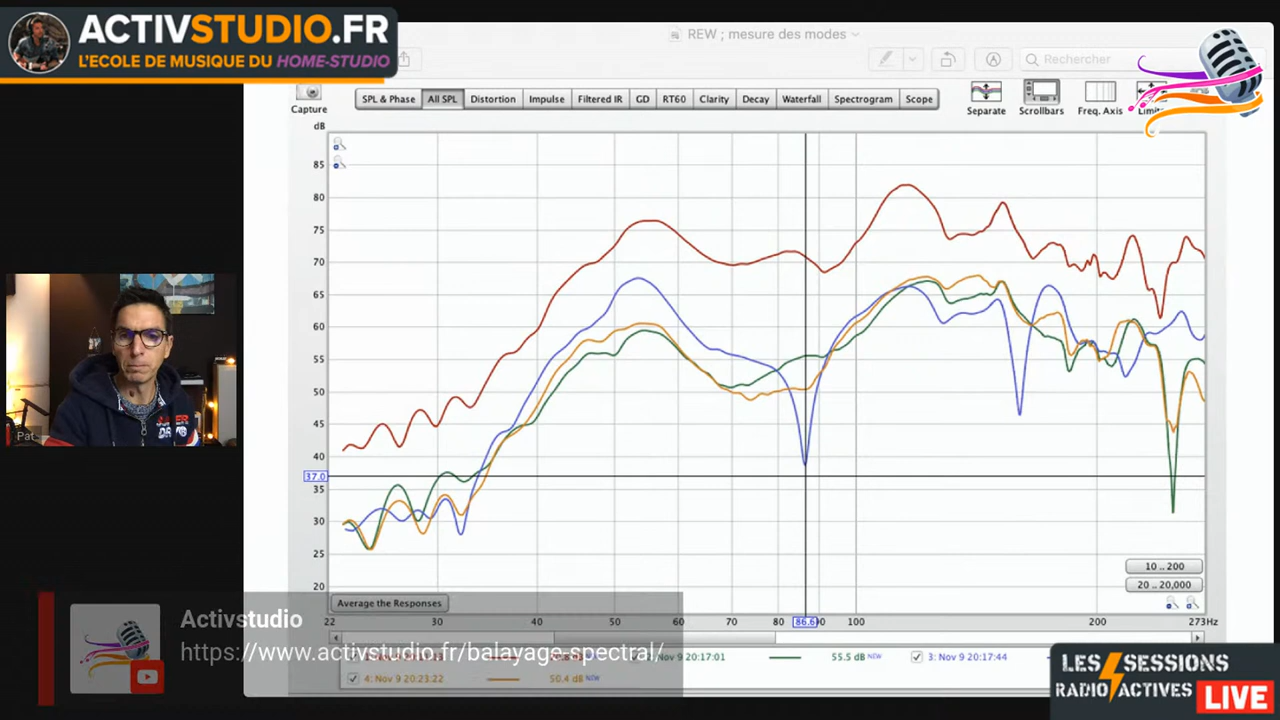 ACTIVSTUDIO.FR
L'ECOLE DE MUSIQUE DU HOME-STUDIO
REW ; mesure des modes
Rechercher
Capture
SPL & Phase
All SPL
Distortion
Impulse
Filtered IR
GD
RT60
Clarity
Decay
Waterfall
Spectrogram
Scope
Separate
Scrollbars
Freq. Axis
Limits
dB
85
80
75
70
65
60
55
50
45
40
37.0
35
30
25
20
10 .. 200
20 .. 20,000
Average the Responses
22
30
40
50
60
70
80
86.6
100
200
273Hz
Pat
Activstudio
https://www.activstudio.fr/balayage-spectral/
Nov 9 20:17:01
55.5 dB NEW
3: Nov 9 20:17:44
4: Nov 9 20:23:22
50.4 dB NEW
LES SESSIONS
RADIO ACTIVES
LIVE